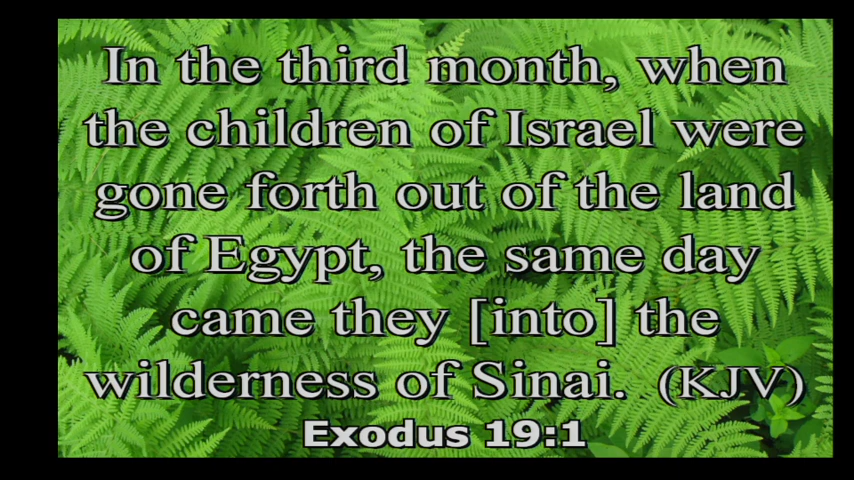 In the third month, when
the children of Israel were
gone forth out of the land
of Egypt, the same day
came they [into] the
wilderness of Sinai. (KJV)
Exodus 19:1